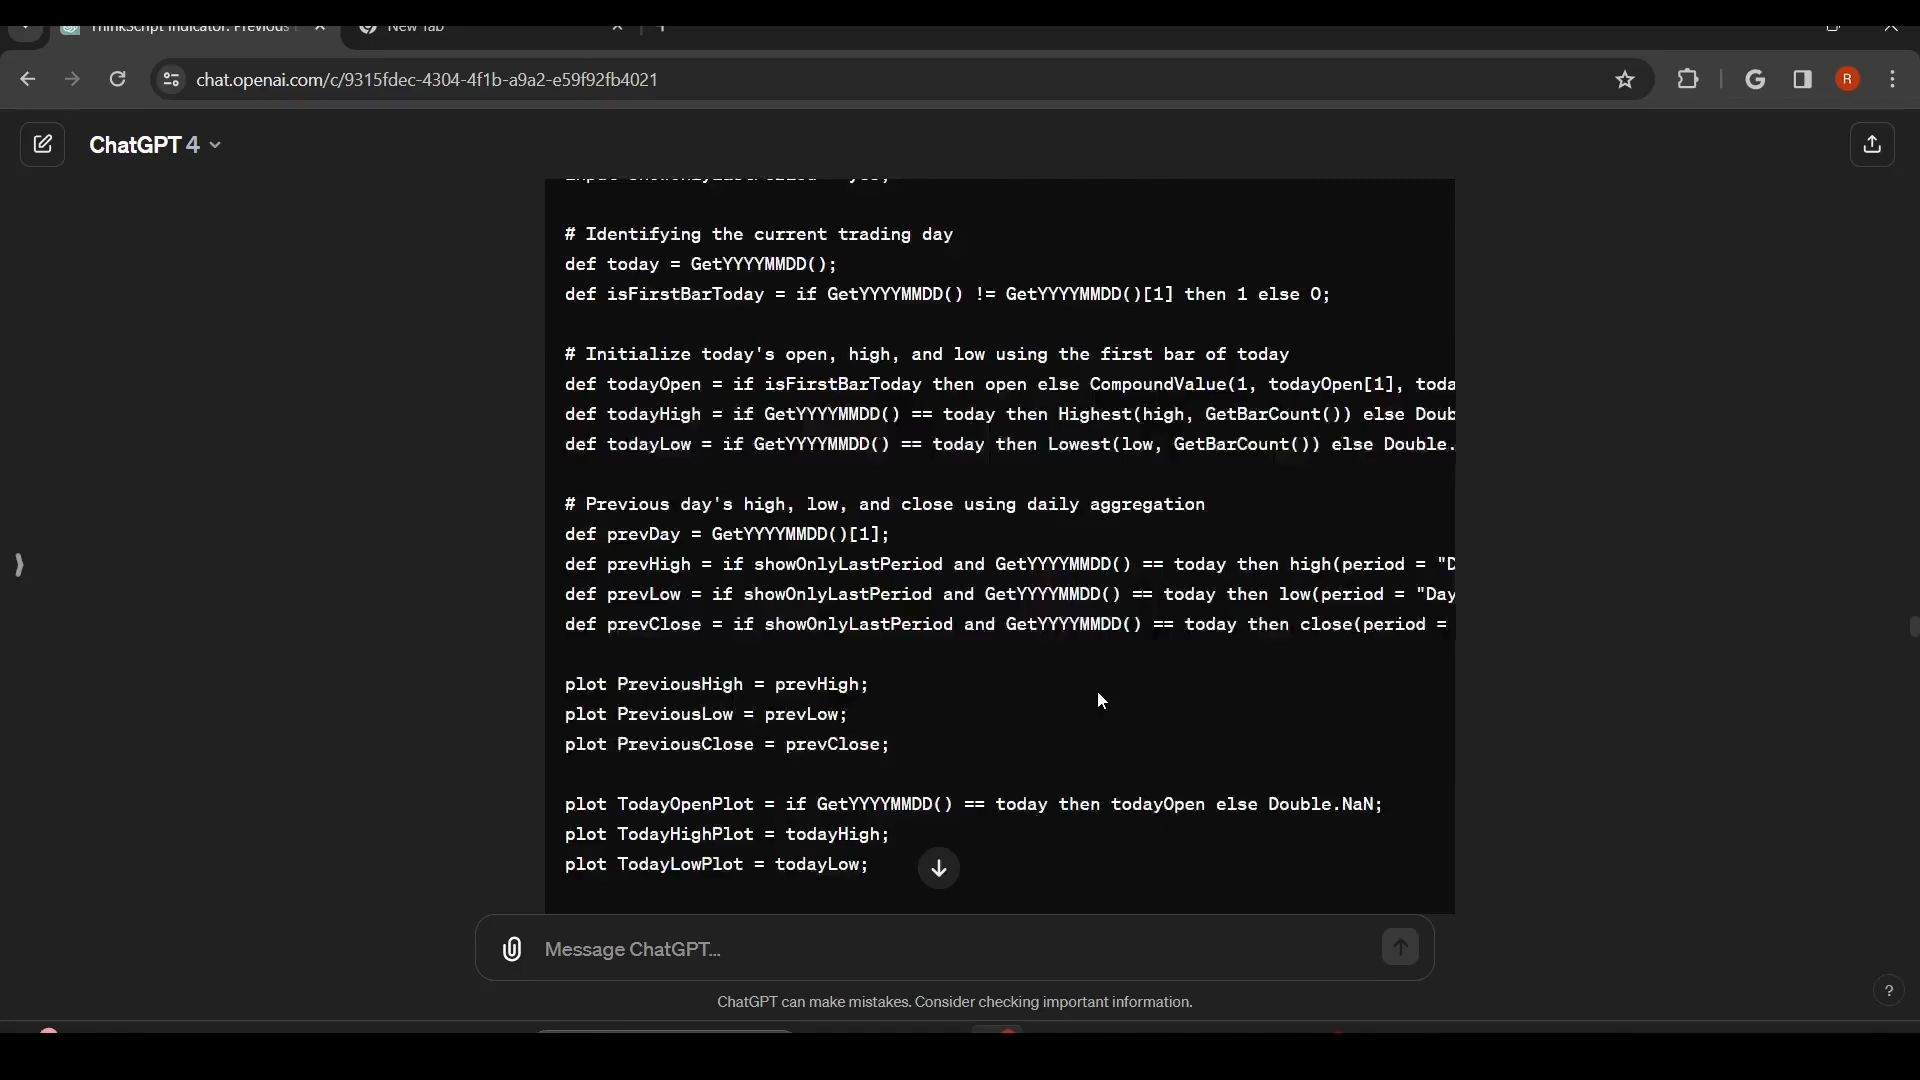 ThinkScript Indicator: Previous
New Tab
chat.openai.com/c/9315fdec-4304-4f1b-a9a2-e59f92fb4021
R
ChatGPT 4
input showOnlyLastPeriod = yes;
# Identifying the current trading day
def today = GetYYYYMMDD();
def isFirstBarToday = if GetYYYYMMDD() != GetYYYYMMDD()[1] then 1 else 0;
# Initialize today's open, high, and low using the first bar of today
def todayOpen = if isFirstBarToday then open else CompoundValue(1, todayOpen[1], toda
def todayHigh = if GetYYYYMMDD() == today then Highest(high, GetBarCount()) else Doub
def todayLow = if GetYYYYMMDD() == today then Lowest(low, GetBarCount()) else Double.
# Previous day's high, low, and close using daily aggregation
def prevDay = GetYYYYMMDD()[1];
def prevHigh = if showOnlyLastPeriod and GetYYYYMMDD() == today then high(period = "D
def prevLow = if showOnlyLastPeriod and GetYYYYMMDD() == today then low(period = "Day
def prevClose = if showOnlyLastPeriod and GetYYYYMMDD() == today then close(period =
plot PreviousHigh = prevHigh;
plot PreviousLow = prevLow;
plot PreviousClose = prevClose;
plot TodayOpenPlot = if GetYYYYMMDD() == today then todayOpen else Double.NaN;
plot TodayHighPlot = todayHigh;
plot TodayLowPlot = todayLow;
Message ChatGPT...
ChatGPT can make mistakes. Consider checking important information.
?